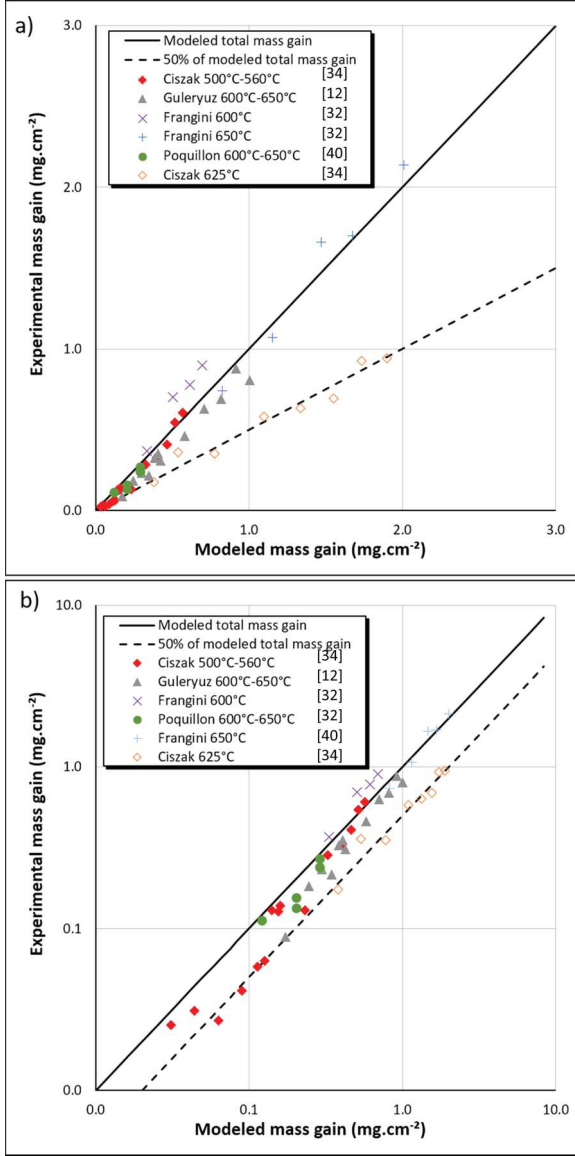 a)
3.0
2.0
1.0
0.0
0.0 1.0 2.0 3.0
Experimental mass gain (mg.cm⁻²)
Modeled mass gain (mg.cm⁻²)
Modeled total mass gain
50% of modeled total mass gain
Ciszak 500°C-560°C [34]
Guleryuz 600°C-650°C [12]
Frangini 600°C [32]
Frangini 650°C [32]
Poquillon 600°C-650°C [40]
Ciszak 625°C [34]
b)
10.0
1.0
0.1
0.0
0.0 0.1 1.0 10.0
Experimental mass gain (mg.cm⁻²)
Modeled mass gain (mg.cm⁻²)
Modeled total mass gain
50% of modeled total mass gain
Ciszak 500°C-560°C [34]
Guleryuz 600°C-650°C [12]
Frangini 600°C [32]
Poquillon 600°C-650°C [32]
Frangini 650°C [40]
Ciszak 625°C [34]